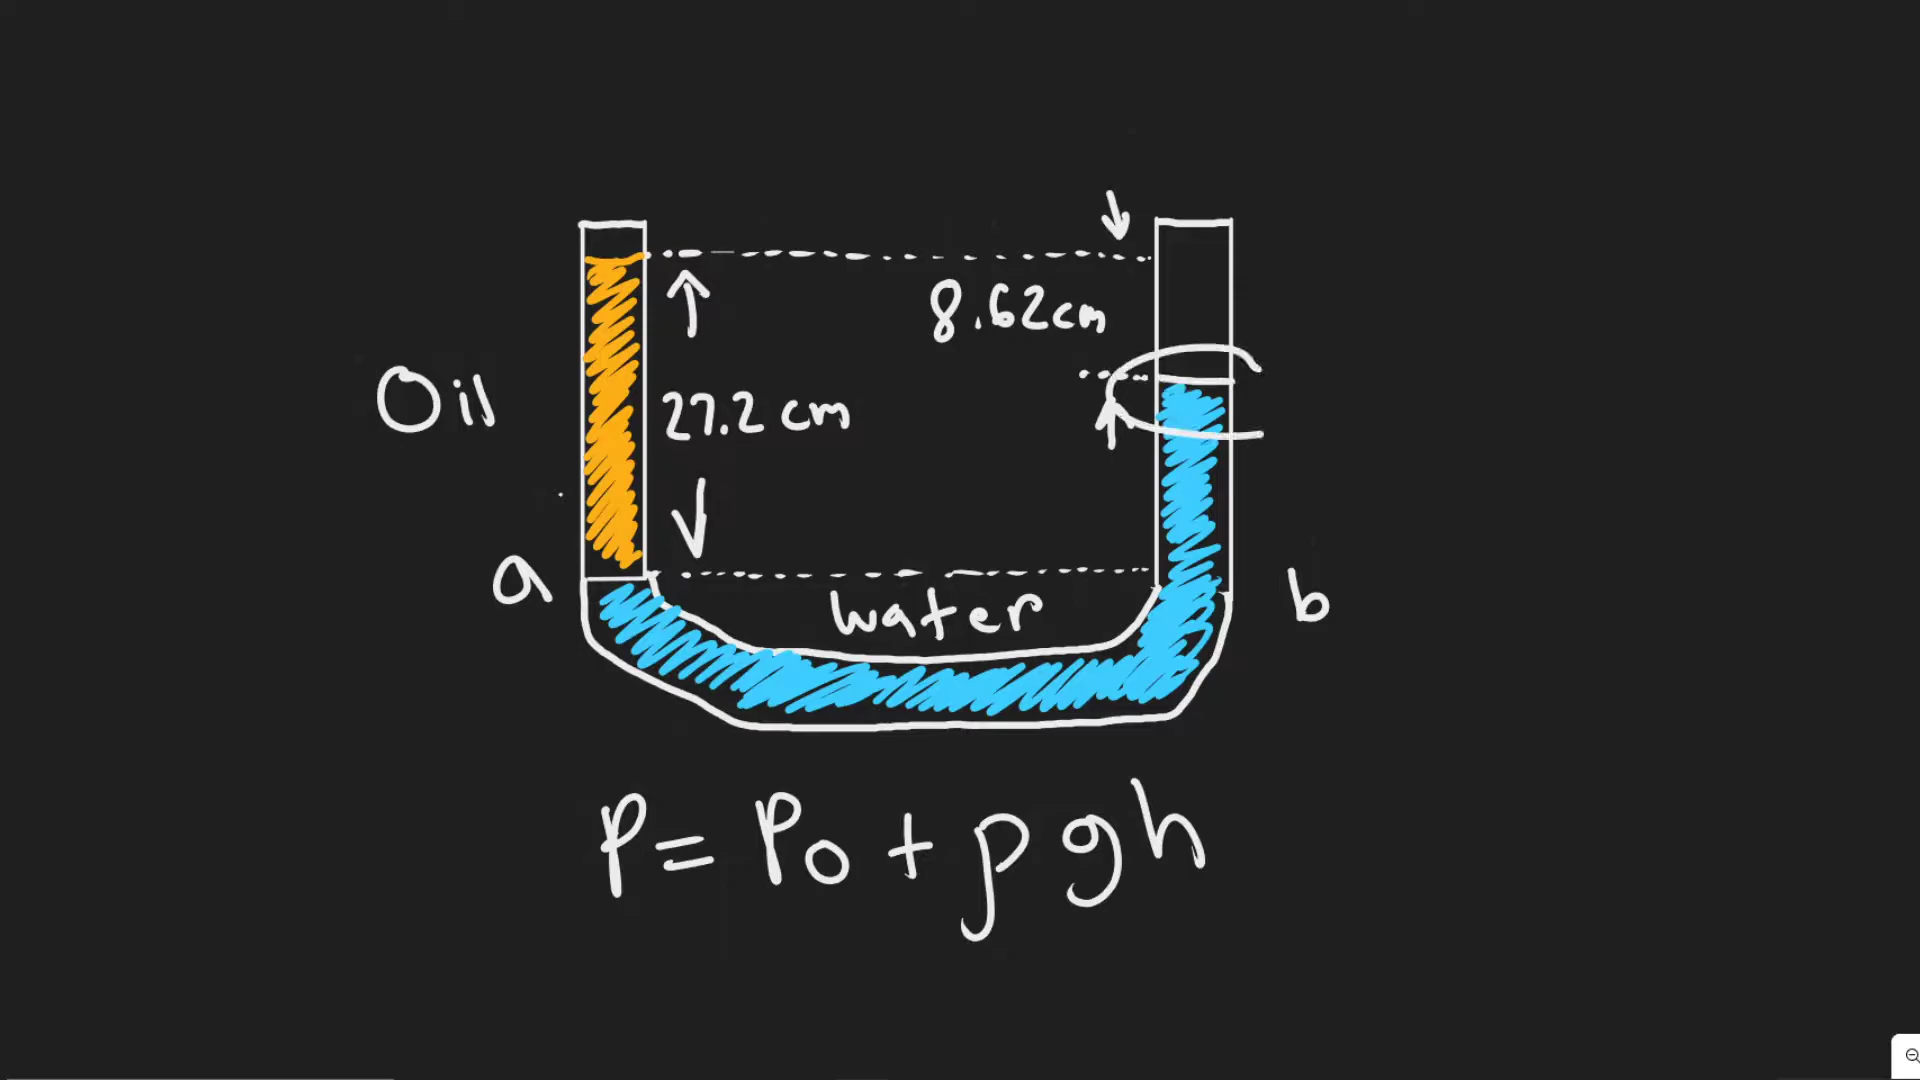 8.62cm
Oil
27.2 cm
a
water
b
P = P0 + ρgh